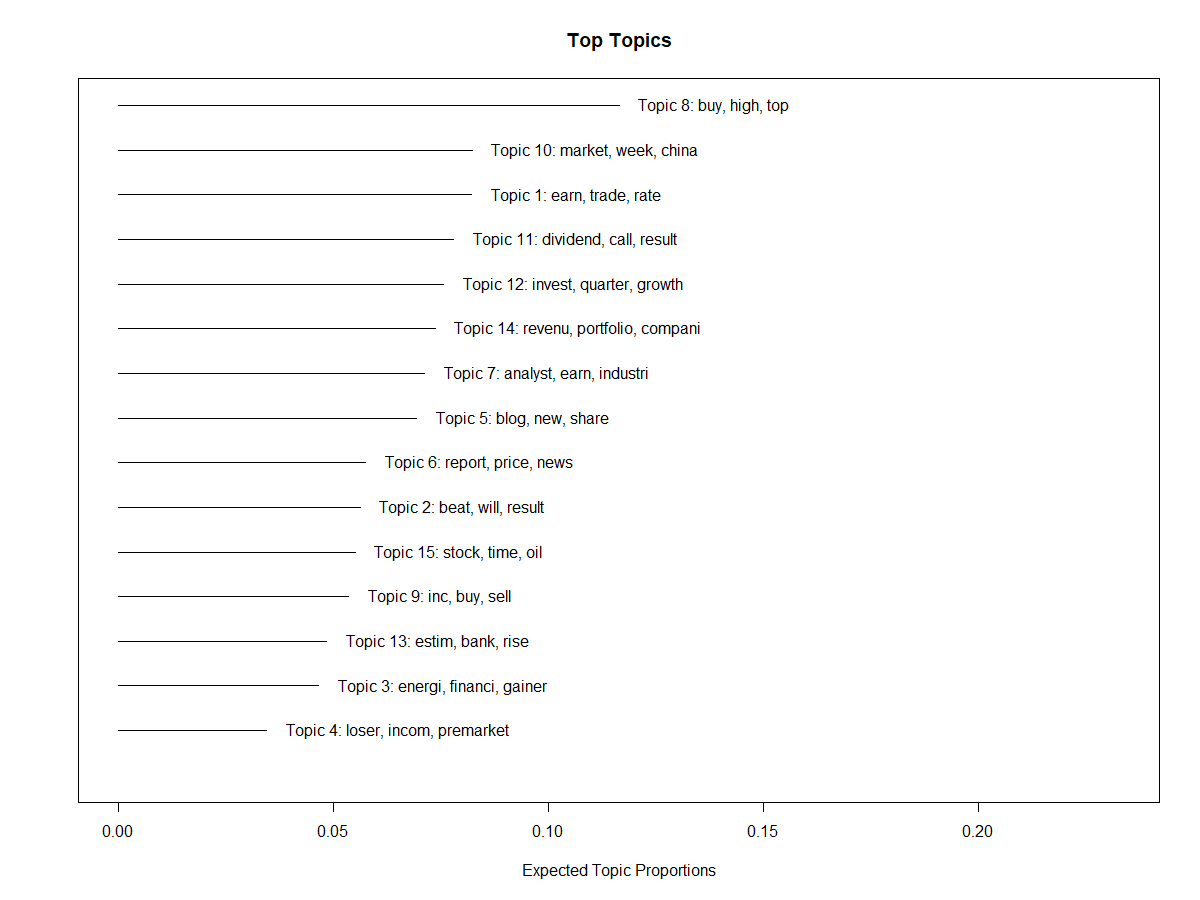 Top Topics
Topic 8: buy, high, top
Topic 10: market, week, china
Topic 1: earn, trade, rate
Topic 11: dividend, call, result
Topic 12: invest, quarter, growth
Topic 14: revenu, portfolio, compani
Topic 7: analyst, earn, industri
Topic 5: blog, new, share
Topic 6: report, price, news
Topic 2: beat, will, result
Topic 15: stock, time, oil
Topic 9: inc, buy, sell
Topic 13: estim, bank, rise
Topic 3: energi, financi, gainer
Topic 4: loser, incom, premarket
0.00 0.05 0.10 0.15 0.20
Expected Topic Proportions